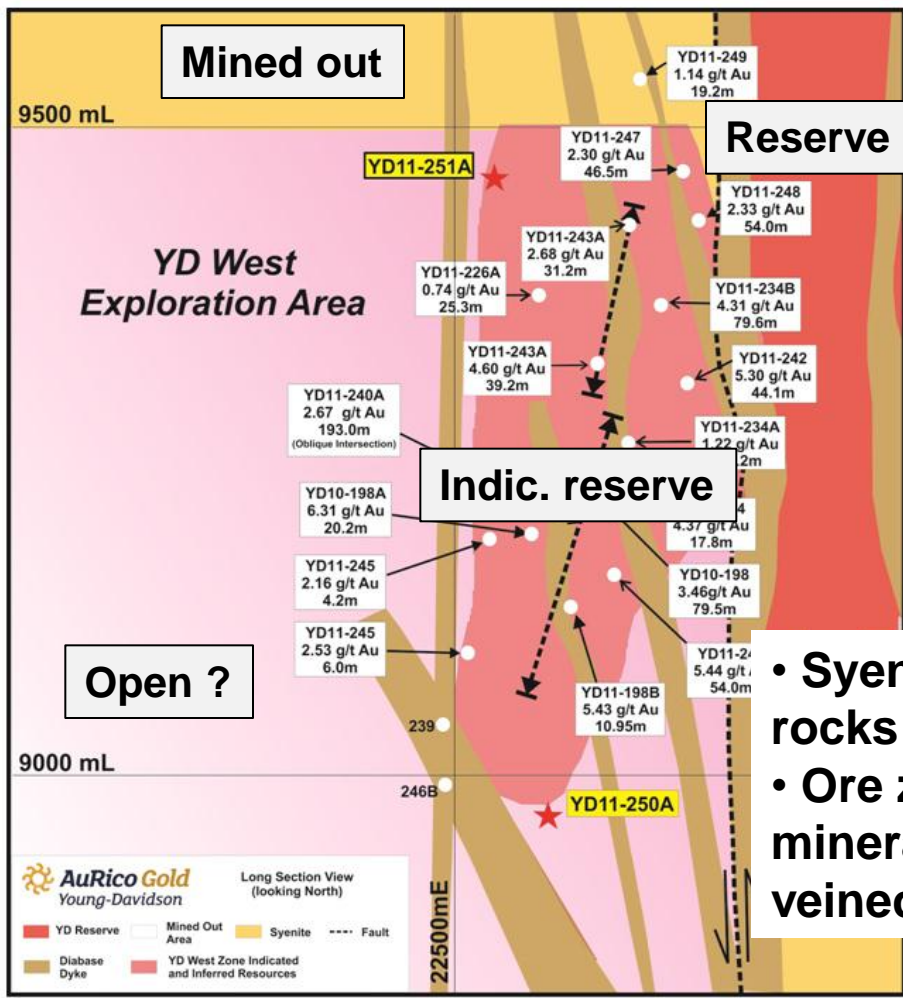 Mined out
YD11-249
1.14 g/t Au
19.2m
9500 mL
Reserve
YD11-247
2.30 g/t Au
46.5m
YD11-251A
YD11-248
2.33 g/t Au
54.0m
YD11-243A
2.68 g/t Au
31.2m
YD West
Exploration Area
YD11-226A
0.74 g/t Au
25.3m
YD11-234B
4.31 g/t Au
79.6m
YD11-243A
4.60 g/t Au
39.2m
YD11-242
5.30 g/t Au
44.1m
YD11-240A
2.67 g/t Au
193.0m
(Oblique Intersection)
YD11-234A
1.22 g/t Au
Indic. reserve
YD10-198A
6.31 g/t Au
20.2m
4.37 g/t Au
17.8m
YD11-245
2.16 g/t Au
4.2m
YD10-198
3.46g/t Au
79.5m
YD11-245
2.53 g/t Au
6.0m
5.44 g/t
54.0m
Open ?
YD11-198B
5.43 g/t Au
10.95m
239
9000 mL
246B
YD11-250A
•
rocks
• Ore
AuRico Gold
Young-Davidson
Long Section View
(looking North)
YD Reserve
Mined Out
Area
Syenite
Fault
Diabase
Dyke
YD West Zone Indicated
and Inferred Resources
22500mE